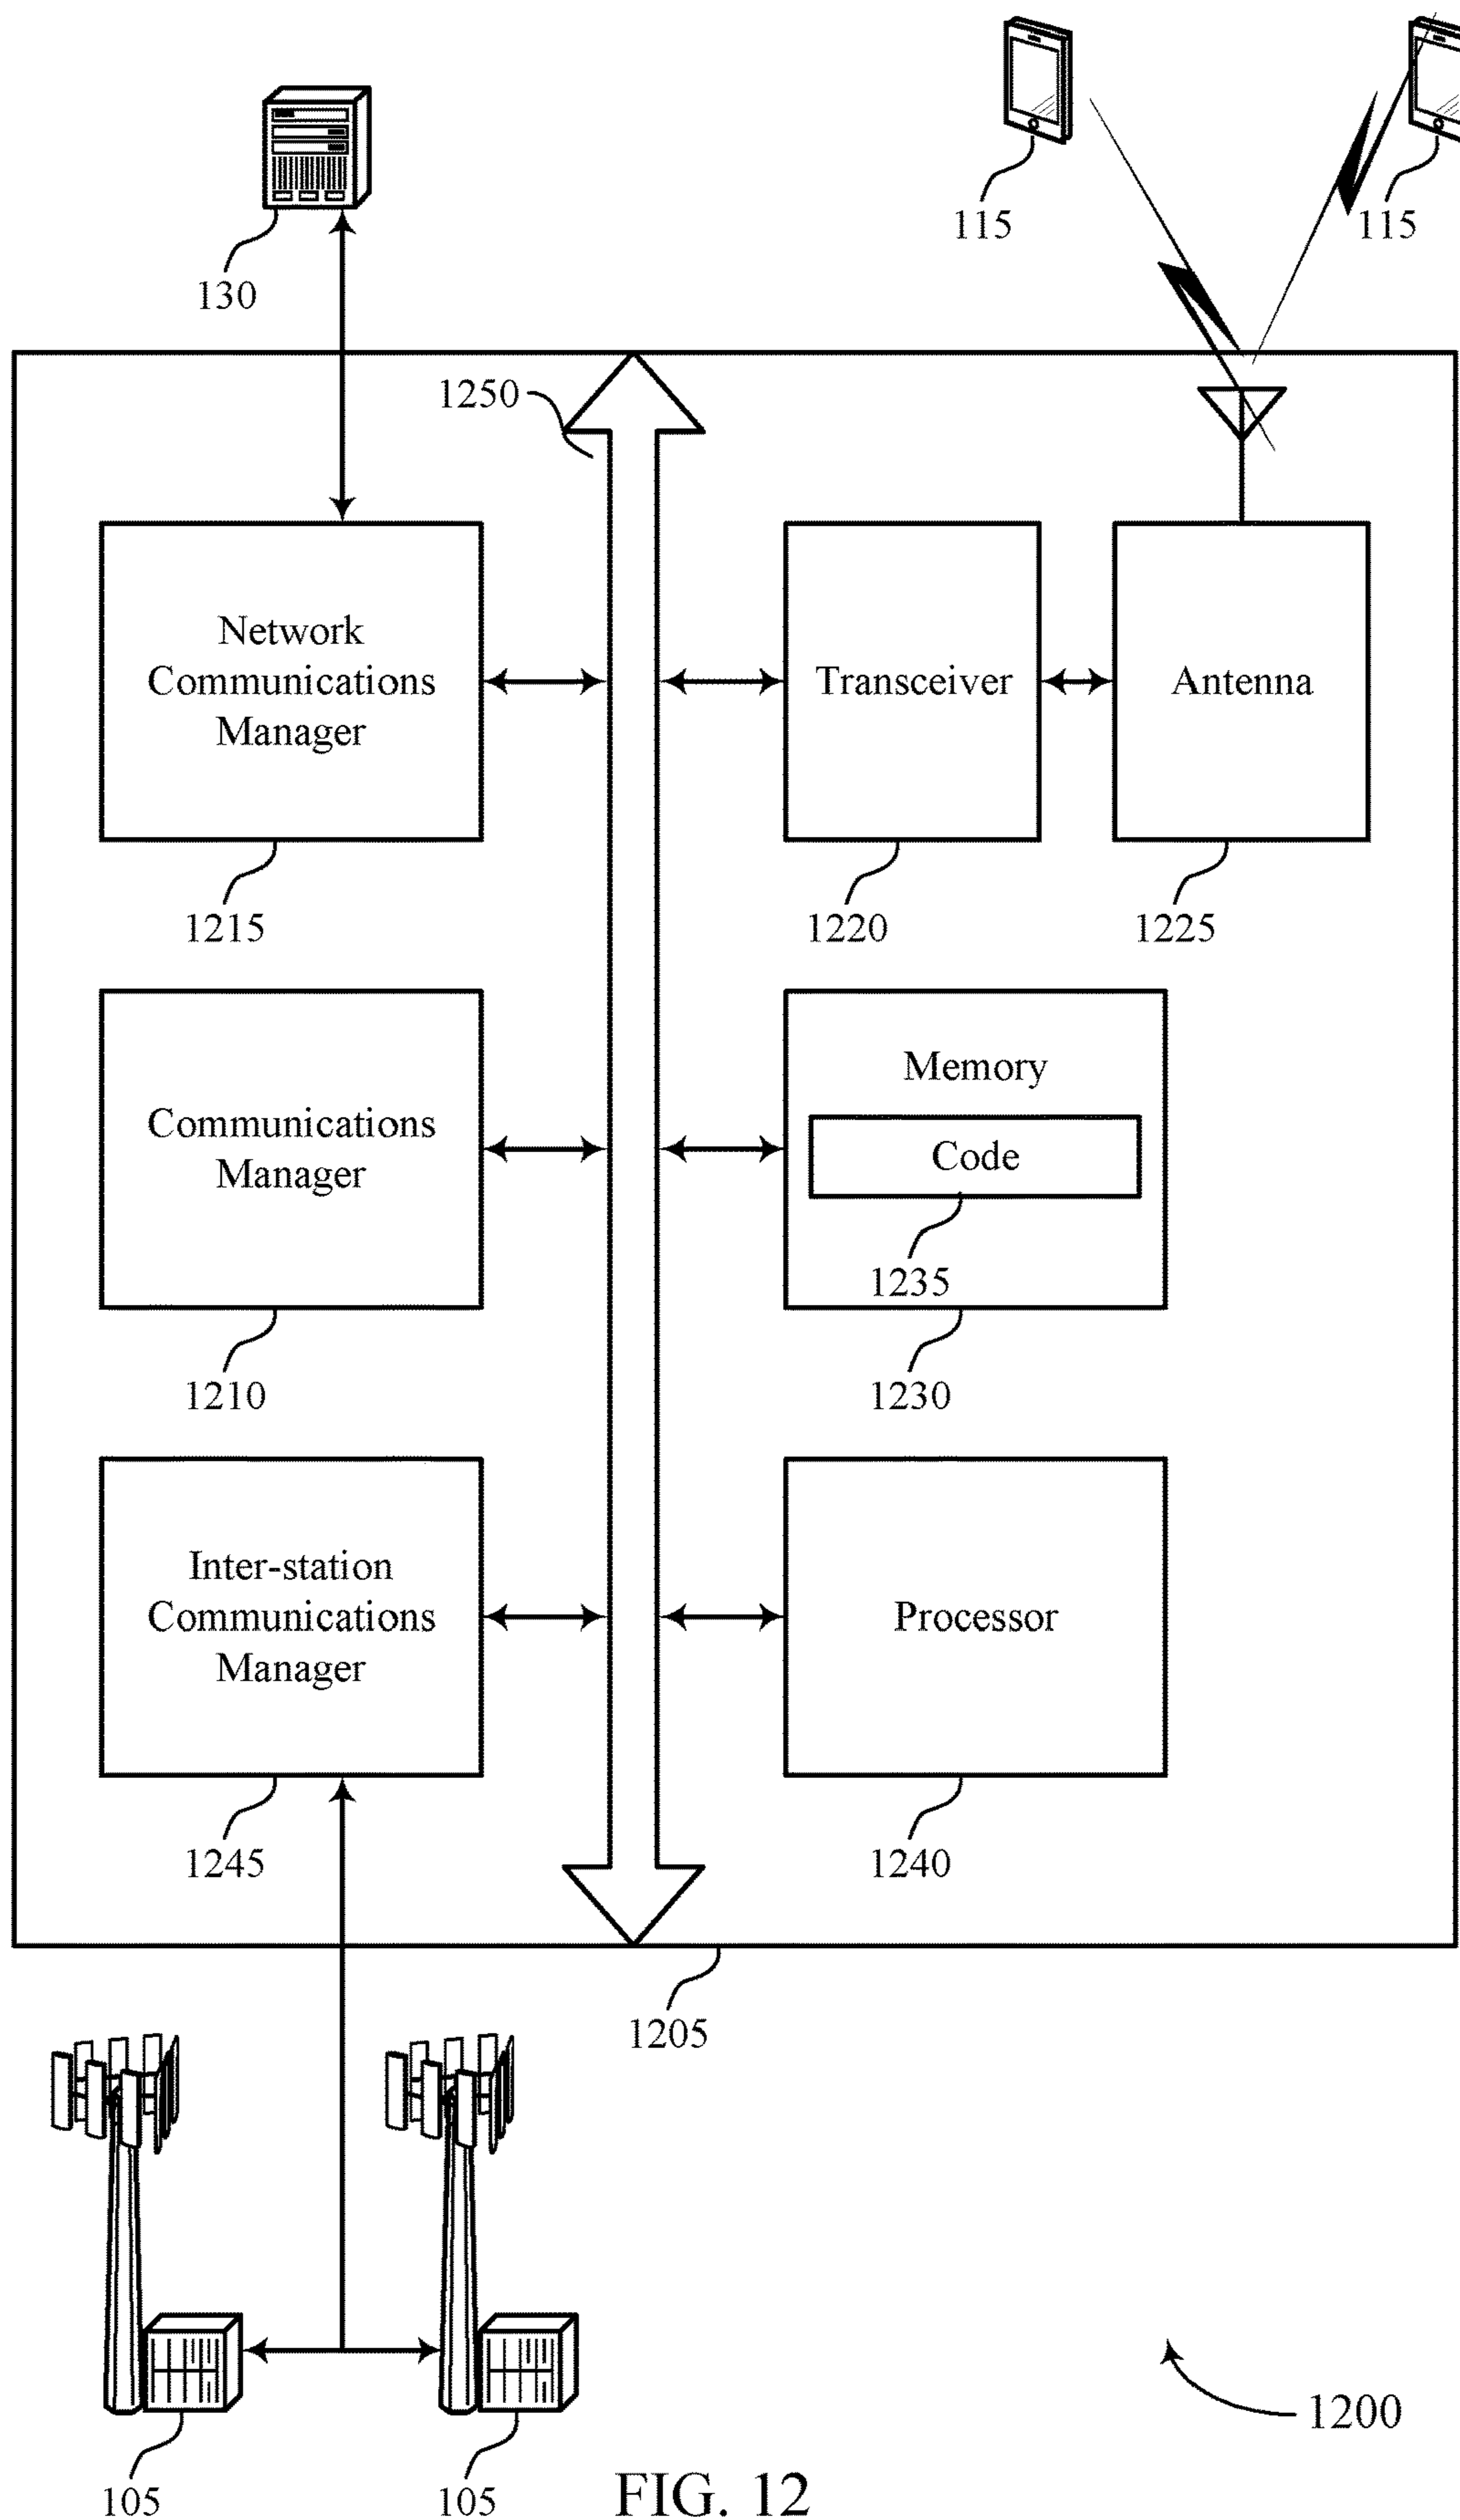 115
115
130
1250
Network
Communications
Manager
Transceiver
Antenna
1215
1220
1225
Communications
Manager
Memory
Code
1235
1210
1230
Inter-station
Communications
Manager
Processor
1245
1240
1205
1200
105
105
FIG. 12